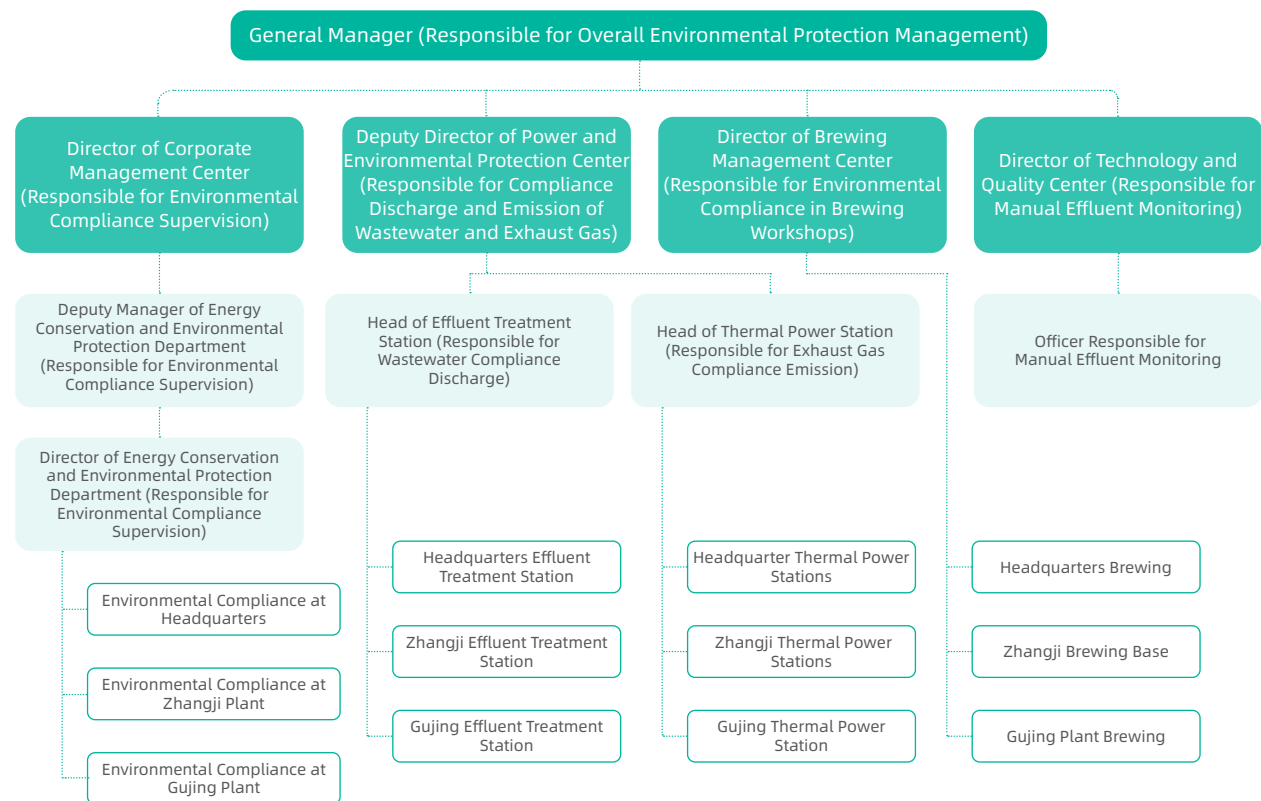 General Manager (Responsible for Overall Environmental Protection Management)
Director of Corporate
Management Center
(Responsible for Environmental
Compliance Supervision)
Deputy Director of Power and
Environmental Protection Center
(Responsible for Compliance
Discharge and Emission of
Wastewater and Exhaust Gas)
Director of Brewing
Management Center
(Responsible for Environmental
Compliance in Brewing
Workshops)
Director of Technology and
Quality Center (Responsible for
Manual Effluent Monitoring)
Deputy Manager of Energy
Conservation and Environmental
Protection Department
(Responsible for Environmental
Compliance Supervision)
Head of Effluent Treatment
Station (Responsible for
Wastewater Compliance
Discharge)
Head of Thermal Power Station
(Responsible for Exhaust Gas
Compliance Emission)
Officer Responsible for
Manual Effluent Monitoring
Director of Energy Conservation
and Environmental Protection
Department (Responsible for
Environmental Compliance
Supervision)
Environmental Compliance at
Headquarters
Environmental Compliance at
Zhangji Plant
Environmental Compliance at
Gujing Plant
Headquarters Effluent
Treatment Station
Zhangji Effluent Treatment
Station
Gujing Effluent Treatment
Station
Headquarter Thermal Power
Stations
Zhangji Thermal Power
Stations
Gujing Thermal Power
Station
Headquarters Brewing
Zhangji Brewing Base
Gujing Plant Brewing